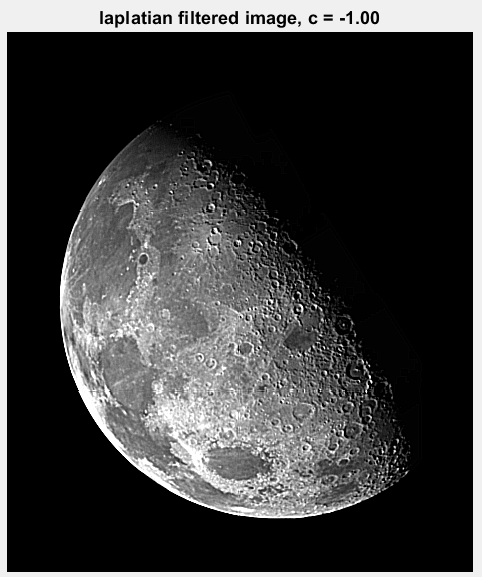 laplatian filtered image, c = -1.00